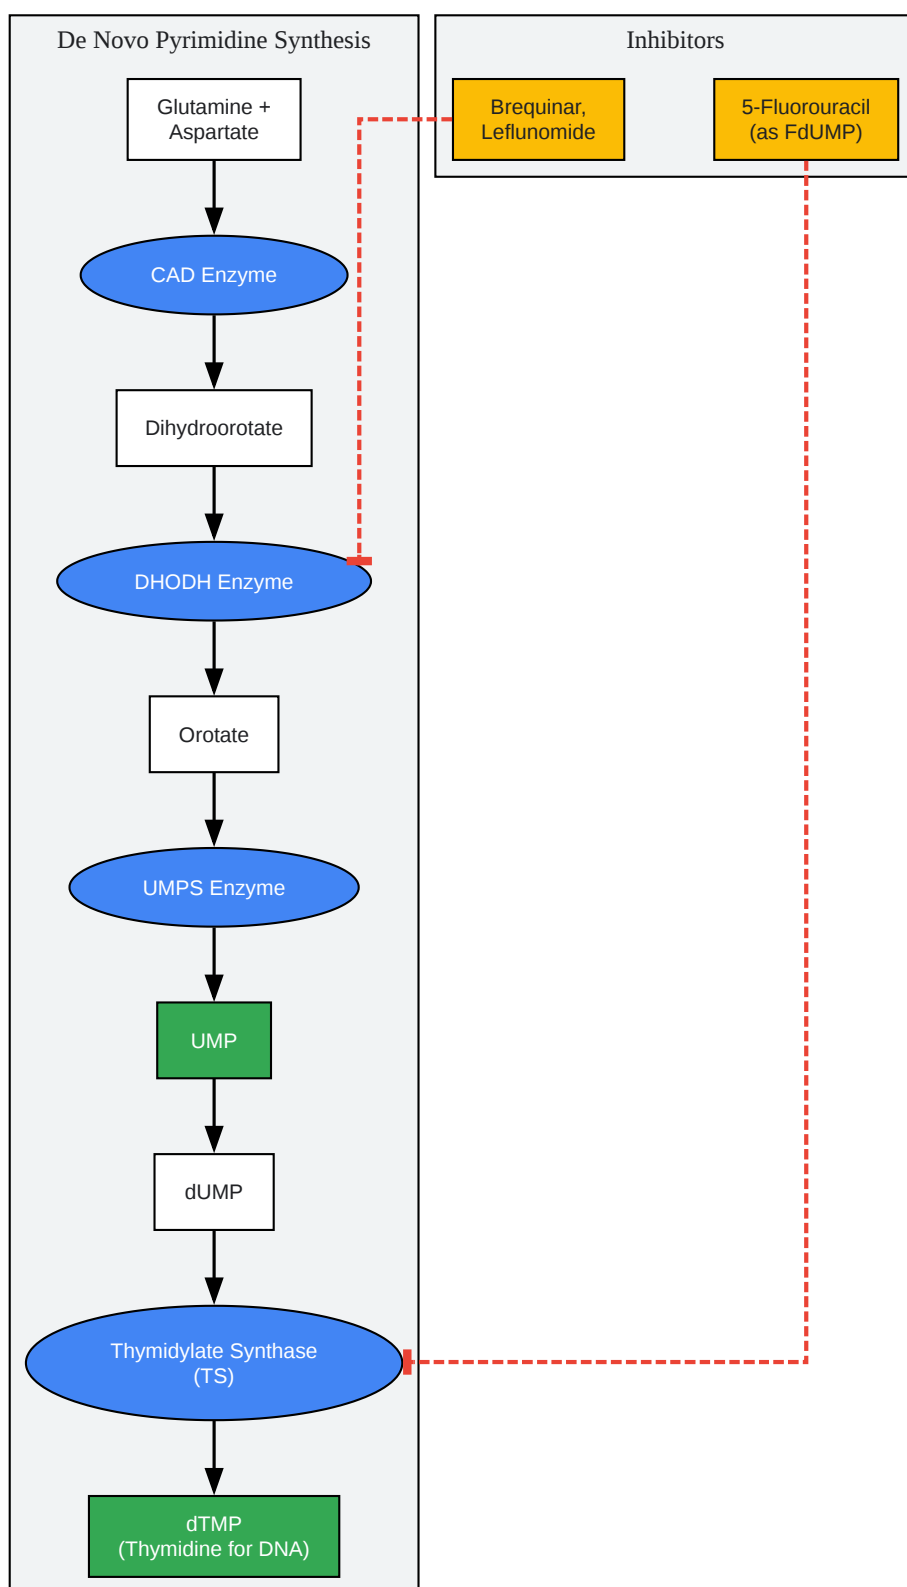 De Novo Pyrimidine Synthesis
Glutamine +
Aspartate
CAD Enzyme
Dihydroorotate
DHODH Enzyme
Orotate
UMPS Enzyme
UMP
dUMP
Thymidylate Synthase
(TS)
dTMP
(Thymidine for DNA)
Inhibitors
Brequinar,
Leflunomide
5-Fluorouracil
(as FdUMP)